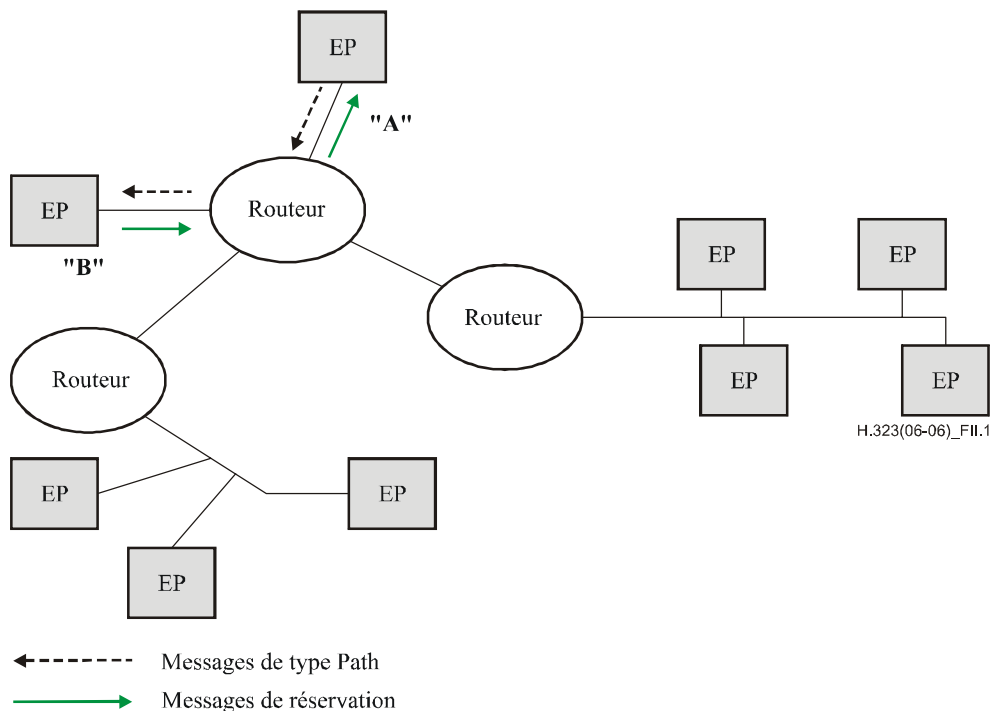 EP
"A"
EP
Routeur
"B"
EP
EP
Routeur
Routeur
EP
EP
H.323(06-06)_FII.1
EP
EP
EP
Messages de type Path
Messages de réservation